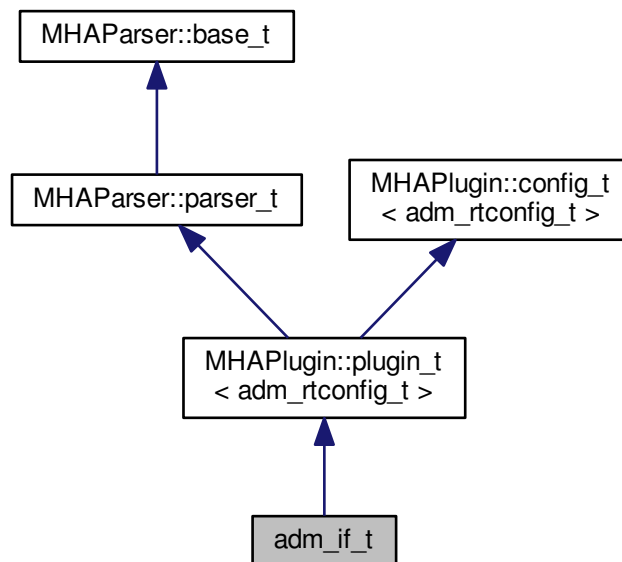 MHAParser::base_t
MHAParser::parser_t
MHAPlugin::config_t
< adm_rtconfig_t >
MHAPlugin::plugin_t
< adm_rtconfig_t >
adm_if_t